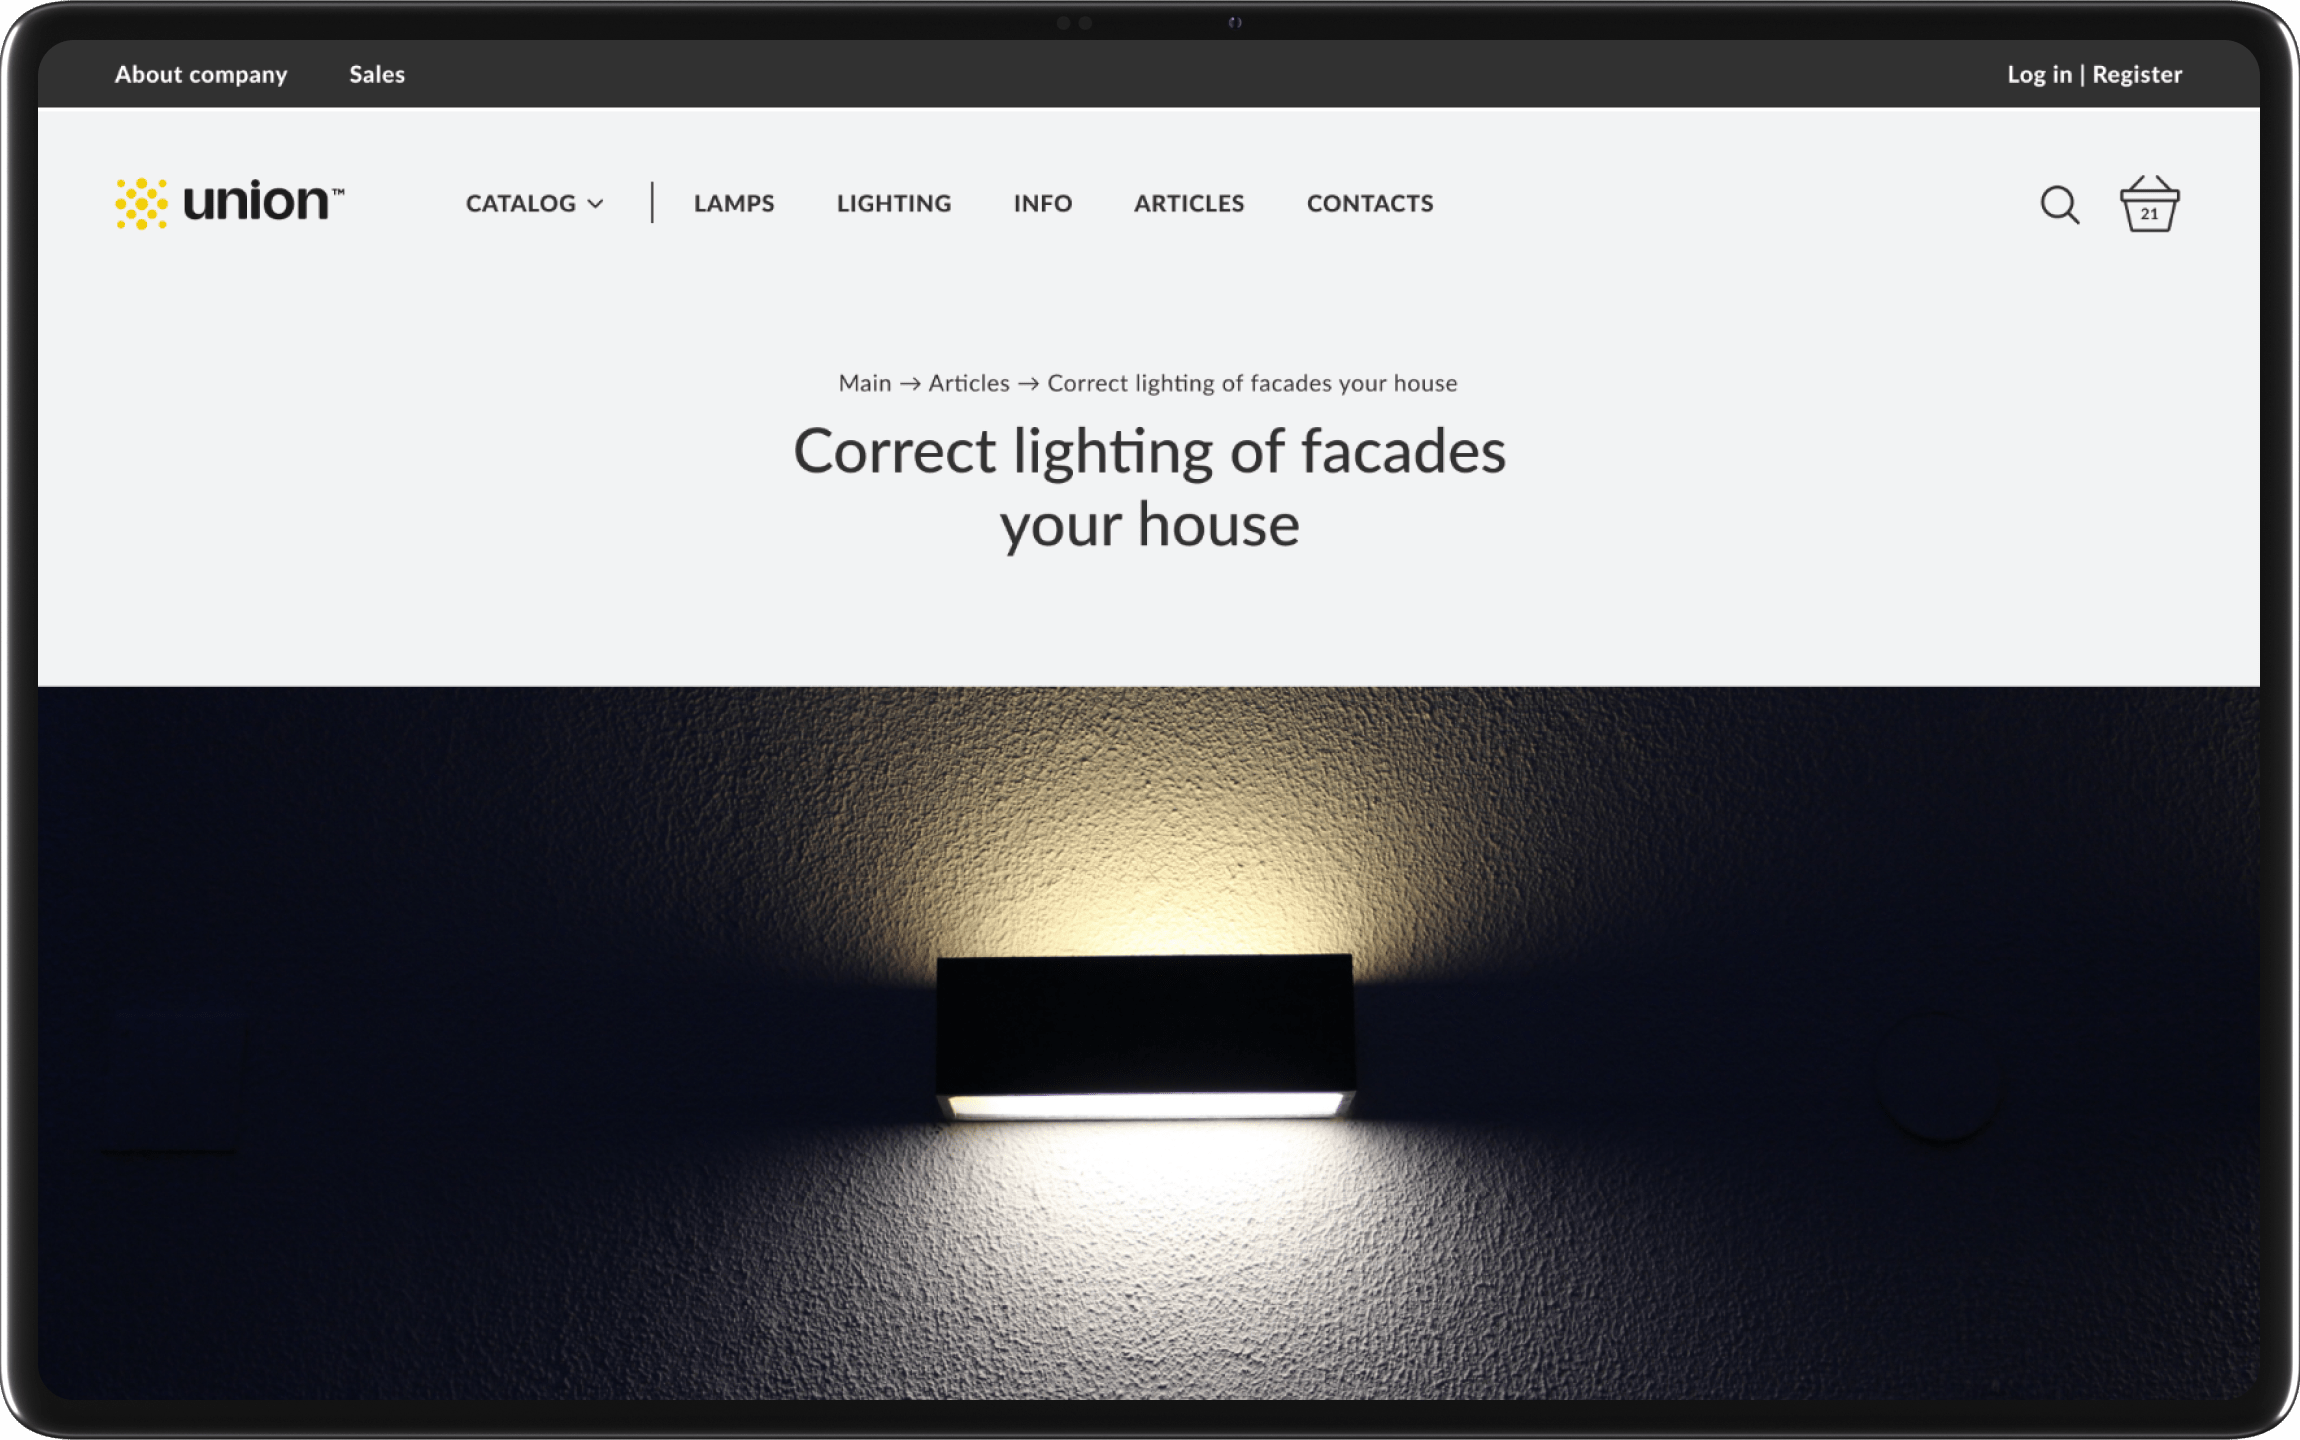 About company Sales Log in | Register
union™ CATALOG LAMPS LIGHTING INFO ARTICLES CONTACTS 21
Main → Articles → Correct lighting of facades your house
Correct lighting of facades
your house